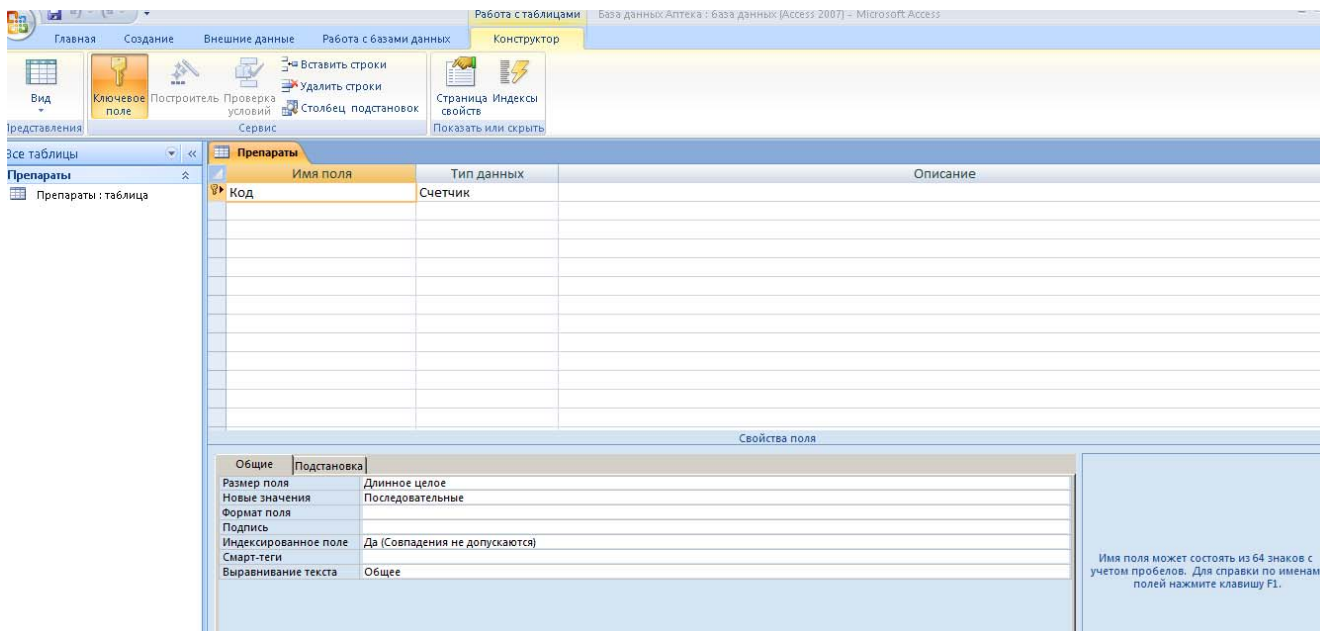 Работа с таблицами База данных Аптека : база данных (Access 2007) - Microsoft Access
Главная Создание Внешние данные Работа с базами данных Конструктор
Вид
Ключевое поле
Построитель
Проверка условий
Вставить строки
Удалить строки
Столбец подстановок
Страница свойств
Индексы
Представления Сервис Показать или скрыть
Все таблицы
Препараты
Препараты : таблица
Препараты
Имя поля Тип данных Описание
Код Счетчик
Свойства поля
Общие Подстановка
Размер поля Длинное целое
Новые значения Последовательные
Формат поля
Подпись
Индексированное поле Да (Совпадения не допускаются)
Смарт-теги
Выравнивание текста Общее
Имя поля может состоять из 64 знаков с
учетом пробелов. Для справки по именам
полей нажмите клавишу F1.